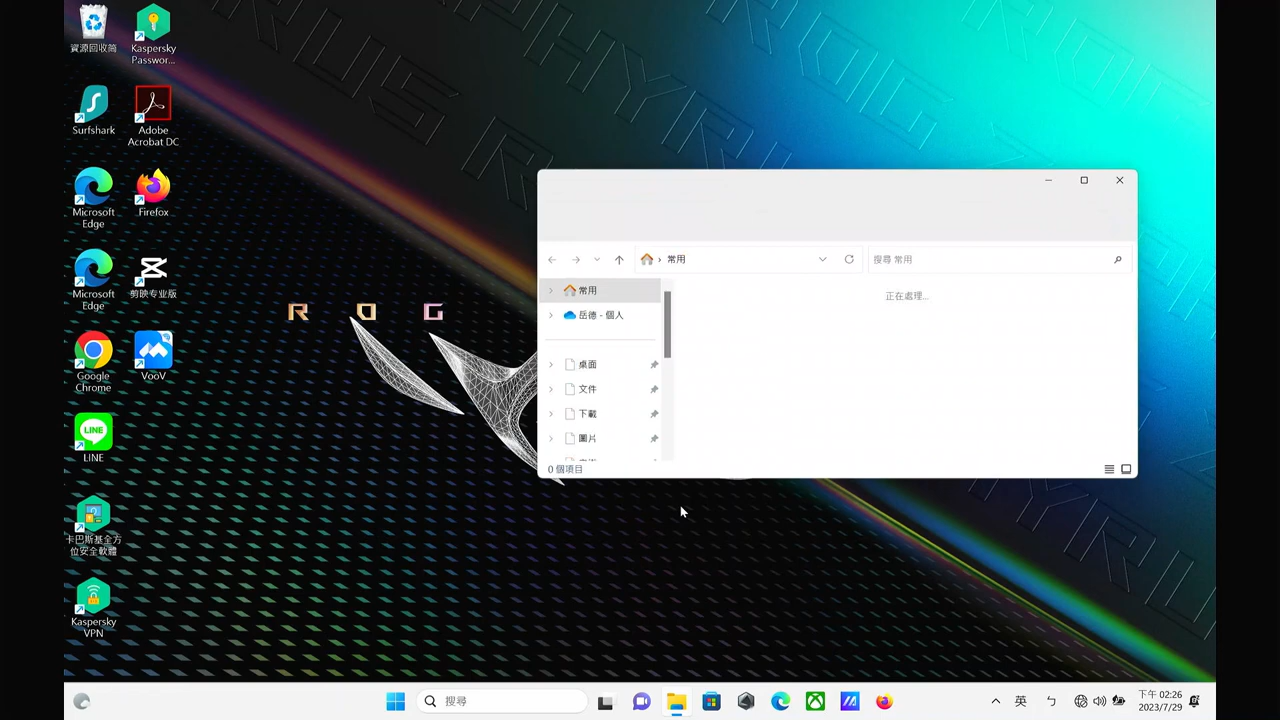 資源回收筒
Kaspersky
Passwor...
Surfshark
Adobe
Acrobat DC
Microsoft
Edge
Firefox
Microsoft
Edge
剪映专业版
Google
Chrome
VooV
LINE
LINE
卡巴斯基全方
位安全軟體
Kaspersky
VPN
R O G
常用
搜尋 常用
常用
正在處理...
岳德 - 個人
桌面
文件
下載
圖片
0 個項目
搜尋
英
ㄅ
下午 02:26
2023/7/29